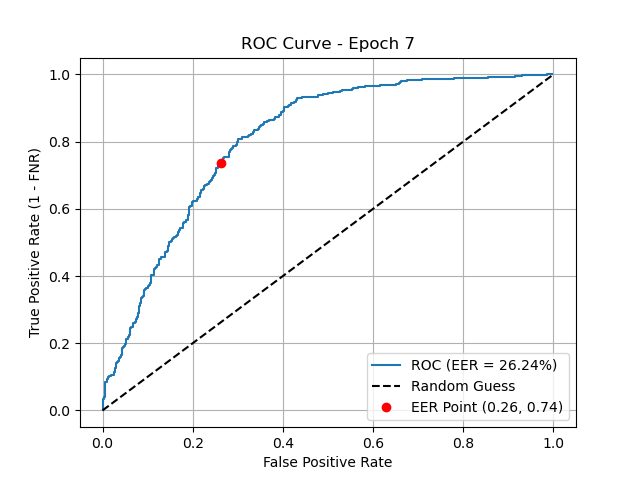 ROC Curve - Epoch 7
True Positive Rate (1 - FNR)
1.0
0.8
0.6
0.4
0.2
0.0
0.0 0.2 0.4 0.6 0.8 1.0
False Positive Rate
ROC (EER = 26.24%)
Random Guess
EER Point (0.26, 0.74)